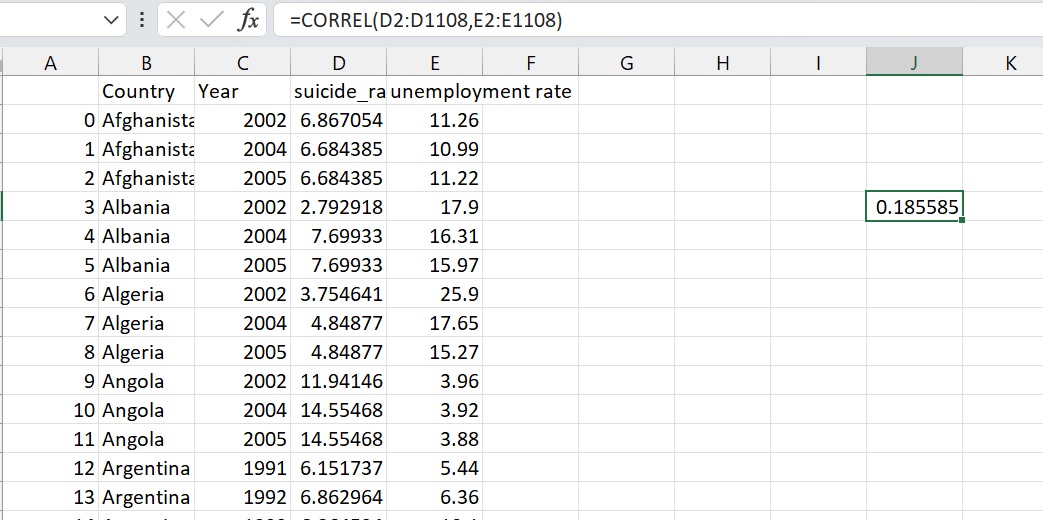 fx =CORREL(D2:D1108,E2:E1108)
A B C D E F G H I J K
Country Year suicide_ra unemployment rate
0 Afghanista 2002 6.867054 11.26
1 Afghanista 2004 6.684385 10.99
2 Afghanista 2005 6.684385 11.22
3 Albania 2002 2.792918 17.9 0.185585
4 Albania 2004 7.69933 16.31
5 Albania 2005 7.69933 15.97
6 Algeria 2002 3.754641 25.9
7 Algeria 2004 4.84877 17.65
8 Algeria 2005 4.84877 15.27
9 Angola 2002 11.94146 3.96
10 Angola 2004 14.55468 3.92
11 Angola 2005 14.55468 3.88
12 Argentina 1991 6.151737 5.44
13 Argentina 1992 6.862964 6.36